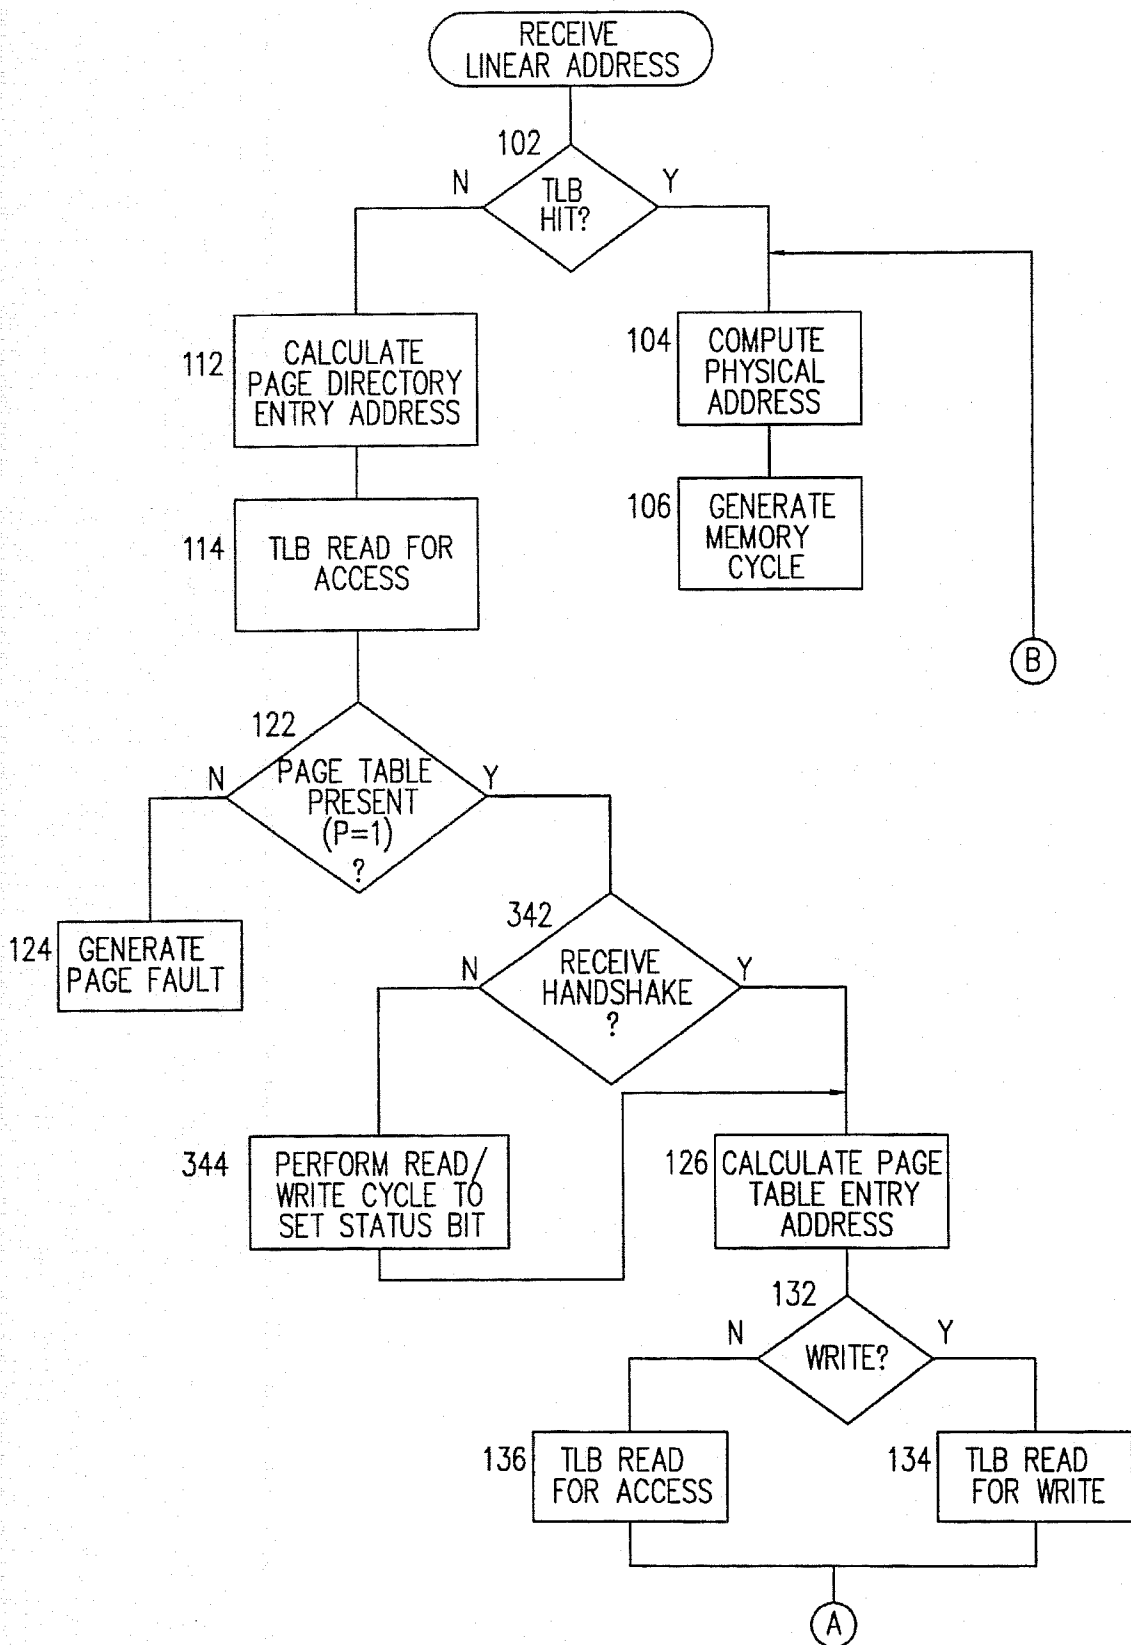 RECEIVE
LINEAR ADDRESS
102
N
TLB
HIT?
Y
112
CALCULATE
PAGE DIRECTORY
ENTRY ADDRESS
104
COMPUTE
PHYSICAL
ADDRESS
114
TLB READ FOR
ACCESS
106
GENERATE
MEMORY
CYCLE
B
122
N
PAGE TABLE
PRESENT
(P=1)
?
Y
124
GENERATE
PAGE FAULT
342
N
RECEIVE
HANDSHAKE
?
Y
344
PERFORM READ/
WRITE CYCLE TO
SET STATUS BIT
126
CALCULATE PAGE
TABLE ENTRY
ADDRESS
132
N
WRITE?
Y
136
TLB READ
FOR ACCESS
134
TLB READ
FOR WRITE
A